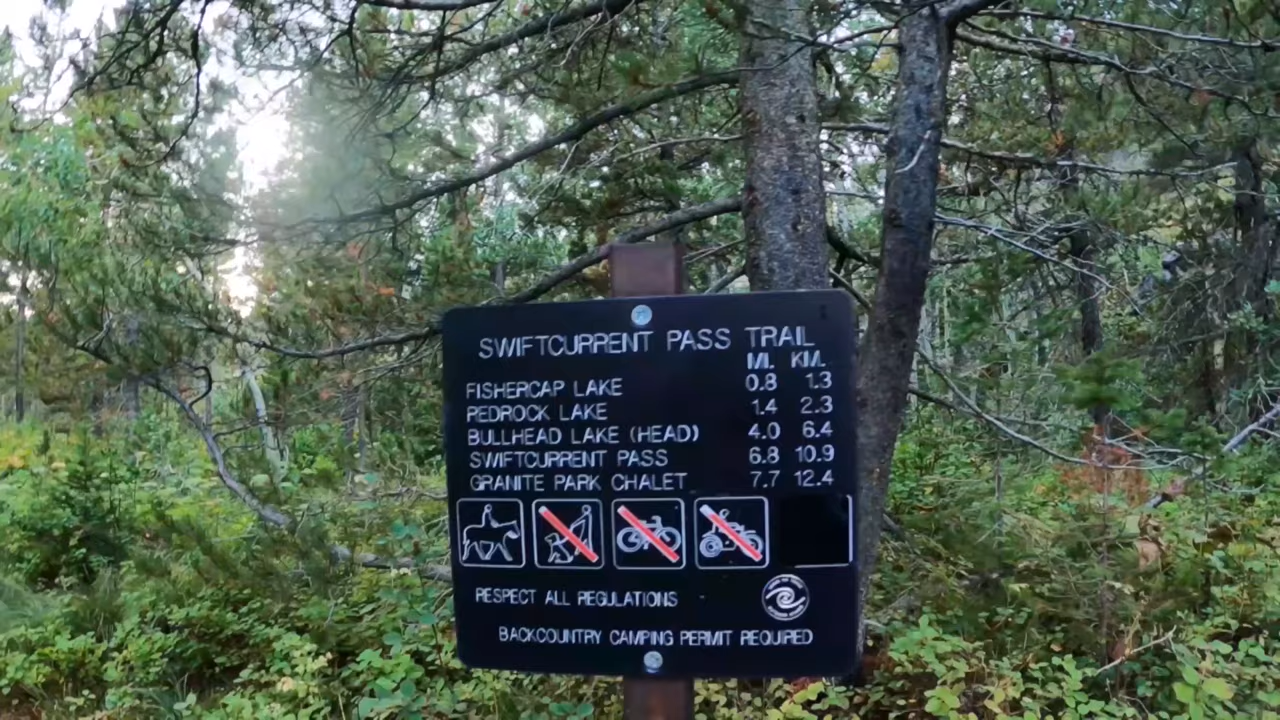 SWIFTCURRENT PASS TRAIL
MI. KM.
FISHERCAP LAKE 0.8 1.3
REDROCK LAKE 1.4 2.3
BULLHEAD LAKE (HEAD) 4.0 6.4
SWIFTCURRENT PASS 6.8 10.9
GRANITE PARK CHALET 7.7 12.4
RESPECT ALL REGULATIONS
BACKCOUNTRY CAMPING PERMIT REQUIRED